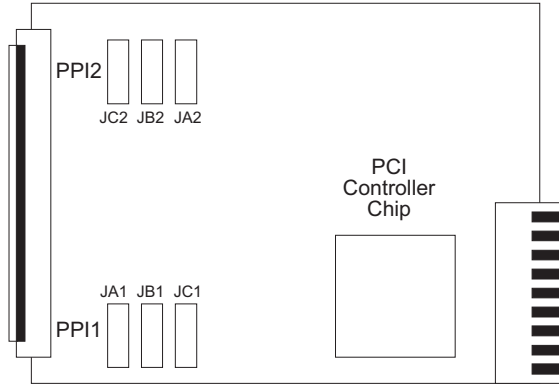 PPI2
JC2 JB2 JA2
PCI
Controller
Chip
JA1 JB1 JC1
PPI1